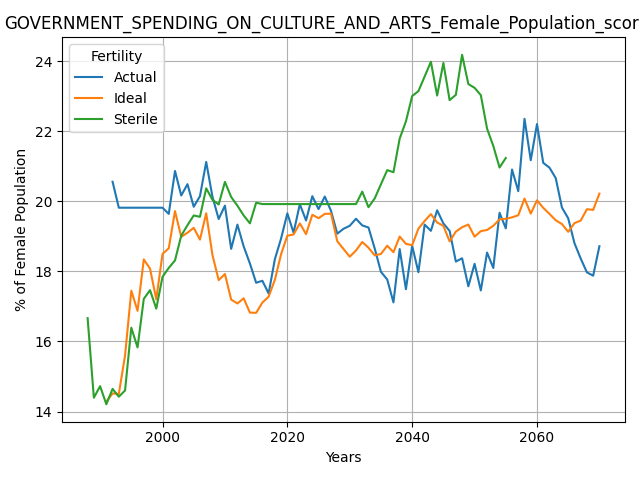 GOVERNMENT_SPENDING_ON_CULTURE_AND_ARTS_Female_Population_scor
Fertility
Actual
Ideal
Sterile
% of Female Population
24
22
20
18
16
14
2000 2020 2040 2060
Years